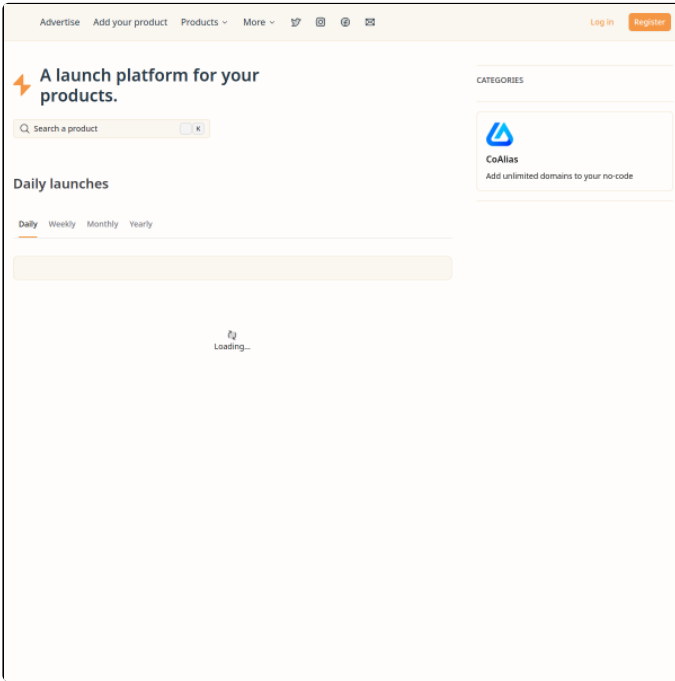 Advertise Add your product Products More
Log in Register
A launch platform for your
products.
Search a product K
Daily launches
Daily Weekly Monthly Yearly
Loading...
CATEGORIES
CoAlias
Add unlimited domains to your no-code